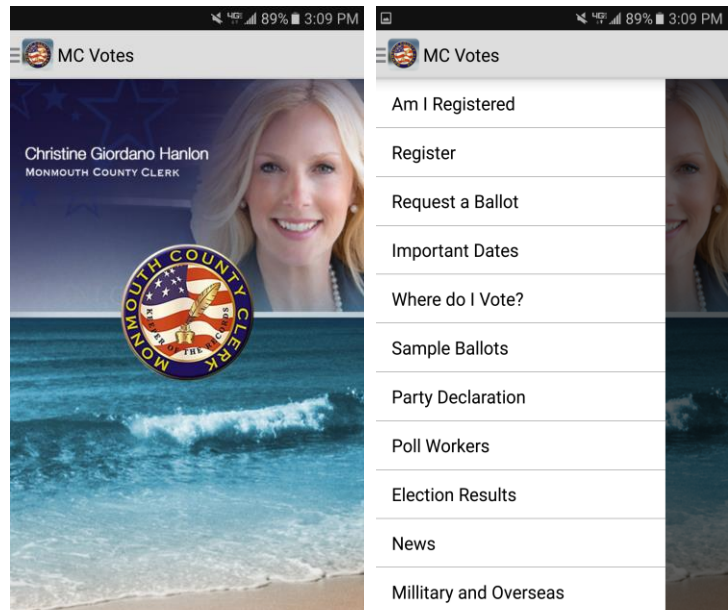 4G 89% 3:09 PM
MC Votes
Christine Giordano Hanlon
MONMOUTH COUNTY CLERK
MONMOUTH COUNTY CLERK
KEEPER OF THE RECORDS
4G 89% 3:09 PM
MC Votes
Am I Registered
Register
Request a Ballot
Important Dates
Where do I Vote?
Sample Ballots
Party Declaration
Poll Workers
Election Results
News
Millitary and Overseas